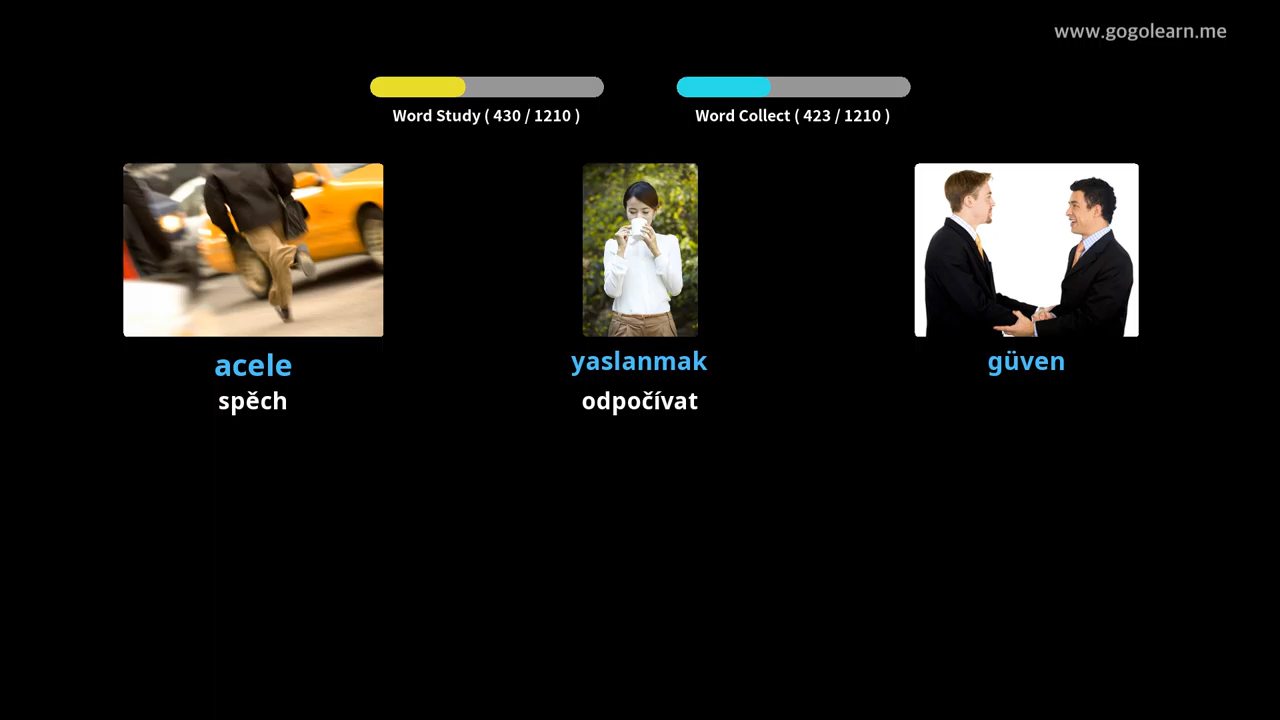 www.gogolearn.me
Word Study ( 430 / 1210 )
Word Collect ( 423 / 1210 )
acele
yaslanmak
güven
spěch
odpočívat